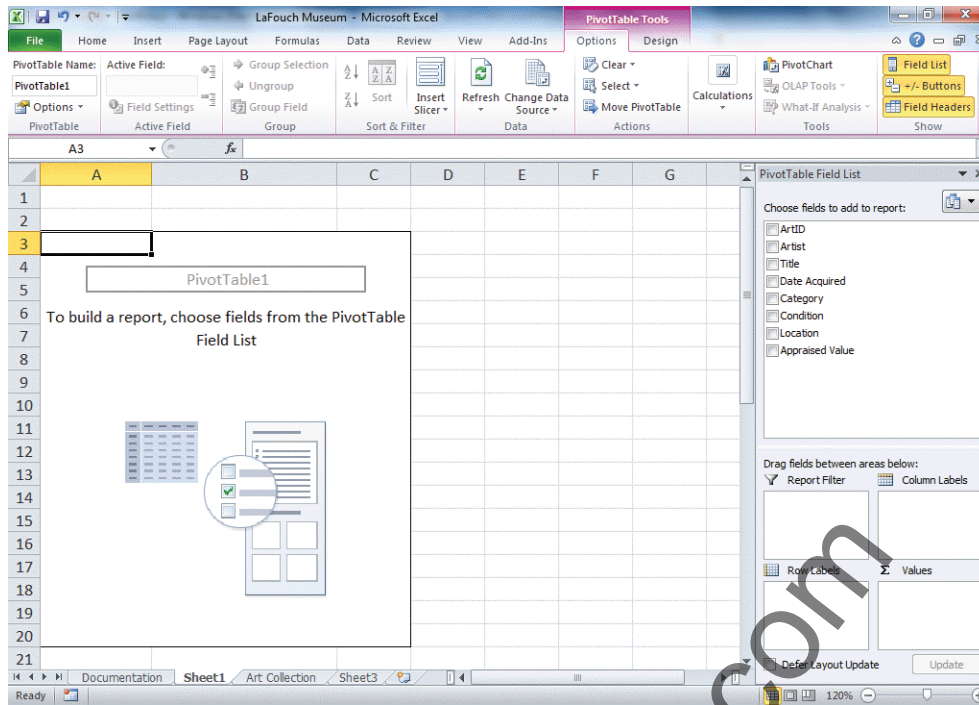 LaFouch Museum - Microsoft Excel
PivotTable Tools
File Home Insert Page Layout Formulas Data Review View Add-Ins Options Design
PivotTable Name: Active Field: Group Selection Clear PivotChart Field List
PivotTable1 Ungroup Sort Insert Slicer Refresh Change Data Source Select Calculations OLAP Tools +/- Buttons
Options Field Settings Group Field Move PivotTable What-If Analysis Field Headers
PivotTable Active Field Group Sort & Filter Data Actions Tools Show
A3 fx
A B C D E F G
PivotTable Field List
1
2
3
4
5
6
7
8
9
10
11
12
13
14
15
16
17
18
19
20
21
PivotTable1
To build a report, choose fields from the PivotTable
Field List
Choose fields to add to report:
ArtID
Artist
Title
Date Acquired
Category
Condition
Location
Appraised Value
Drag fields between areas below:
Report Filter Column Labels
Row Labels Σ Values
Defer Layout Update Update
Documentation Sheet1 Art Collection Sheet3
Ready 120%
com